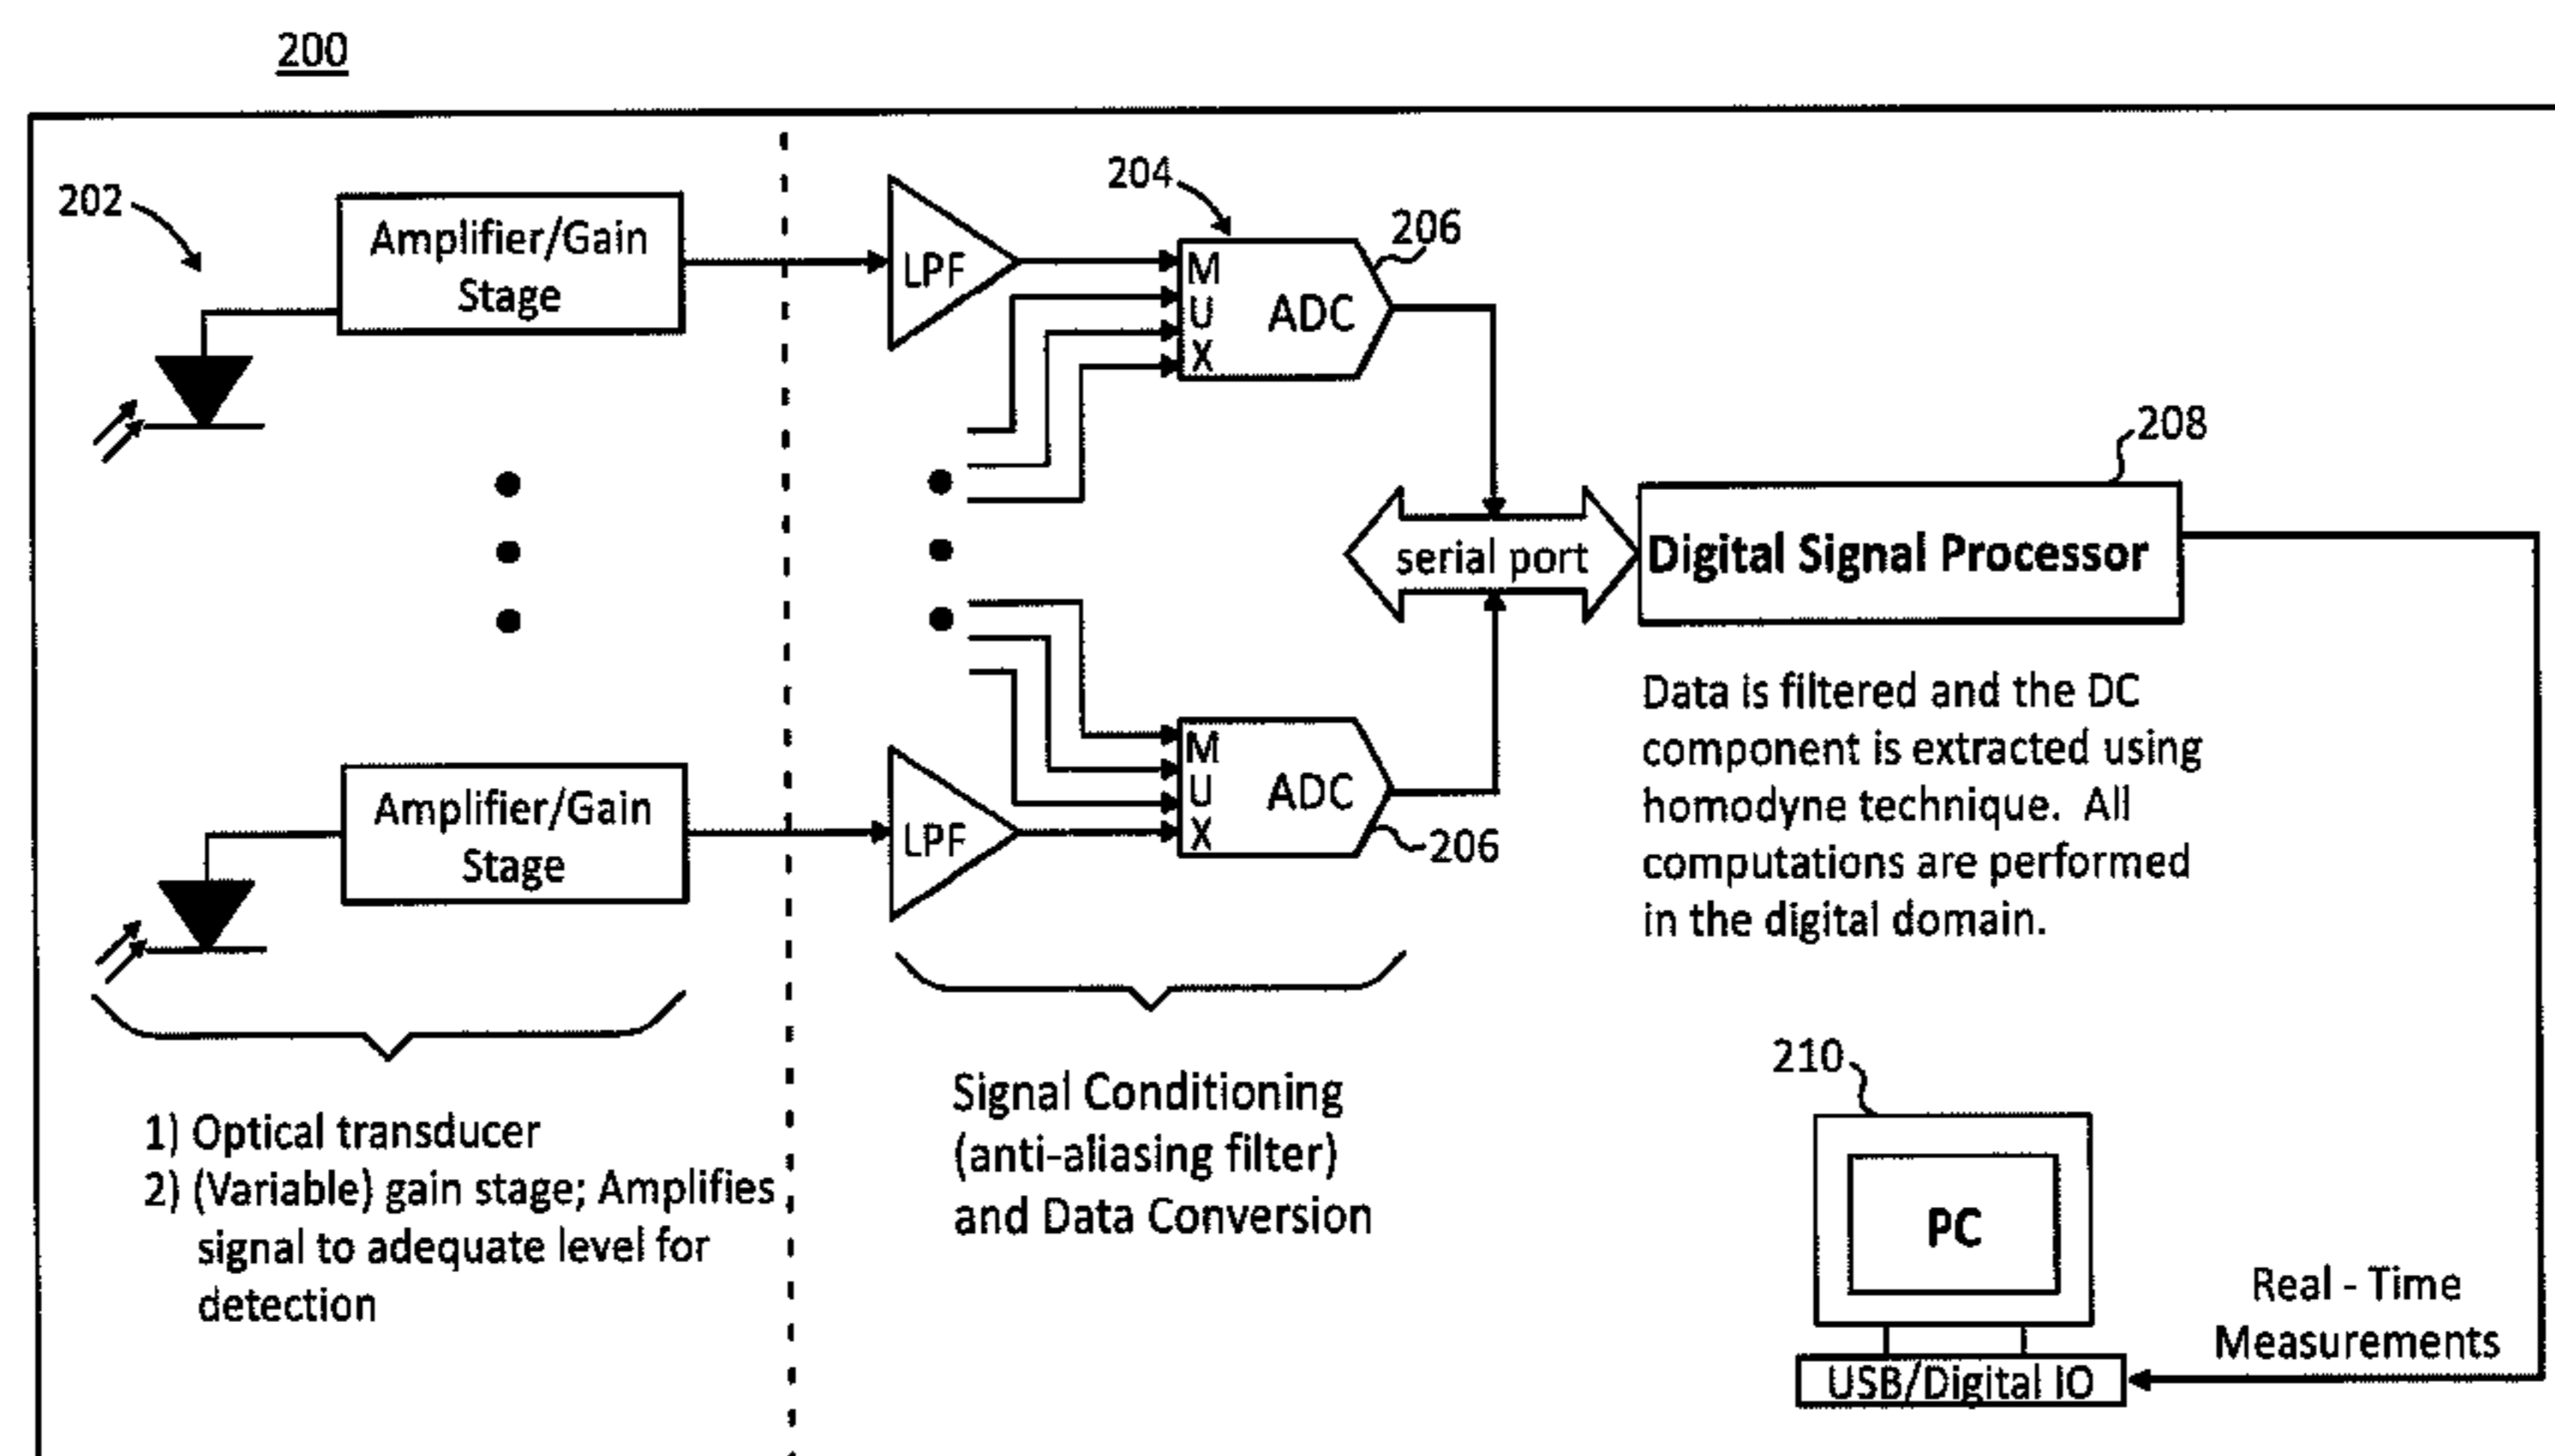 200
202
Amplifier/Gain
Stage
LPF
204
206
M
U
X
ADC
208
serial port
Digital Signal Processor
Data is filtered and the DC
component is extracted using
homodyne technique. All
computations are performed
in the digital domain.
Amplifier/Gain
Stage
LPF
M
U
X
ADC
206
1) Optical transducer
2) (Variable) gain stage; Amplifies
signal to adequate level for
detection
Signal Conditioning
(anti-aliasing filter)
and Data Conversion
210
PC
USB/Digital IO
Real - Time
Measurements